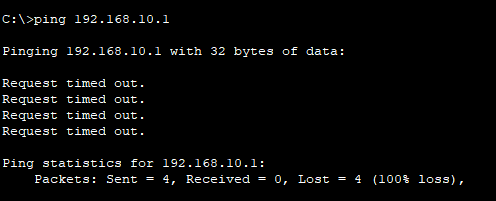 C:\>ping 192.168.10.1
Pinging 192.168.10.1 with 32 bytes of data:
Request timed out.
Request timed out.
Request timed out.
Request timed out.
Ping statistics for 192.168.10.1:
    Packets: Sent = 4, Received = 0, Lost = 4 (100% loss),